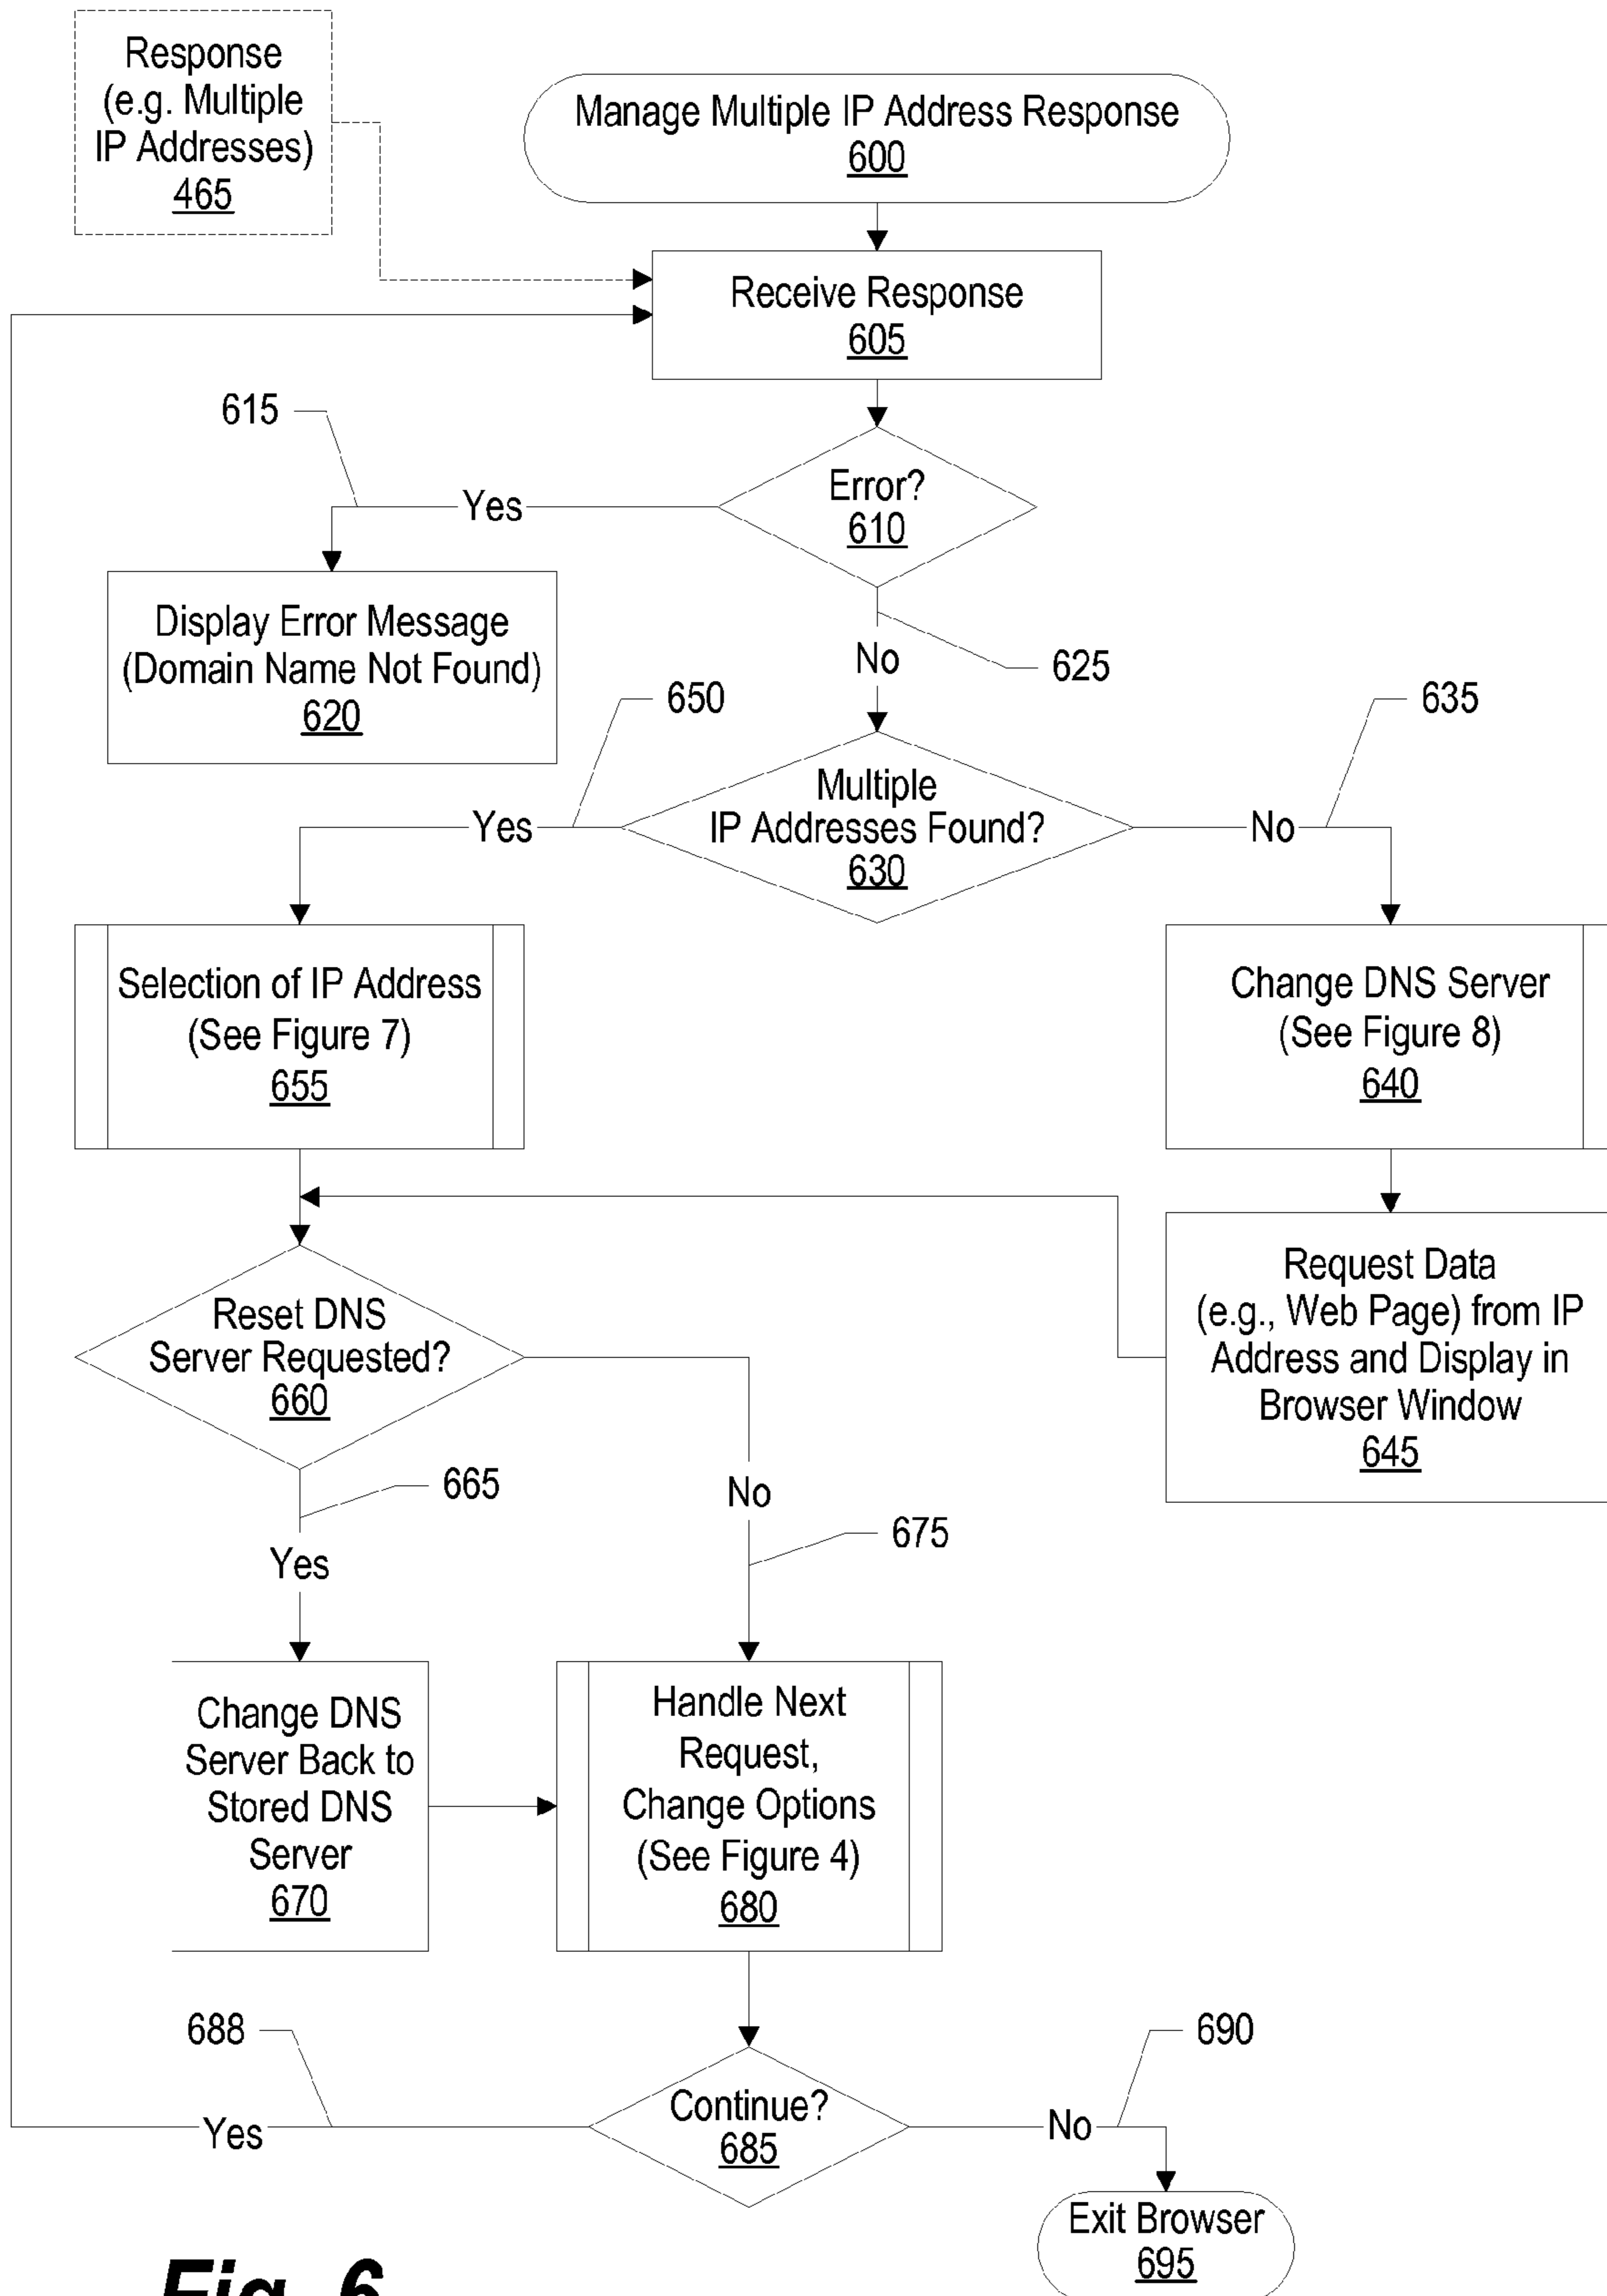 Response
(e.g. Multiple
IP Addresses)
465
Manage Multiple IP Address Response
600
Receive Response
605
615
Error?
610
Yes
Display Error Message
(Domain Name Not Found)
620
No
625
650
635
Multiple
IP Addresses Found?
630
Yes
No
Selection of IP Address
(See Figure 7)
655
Change DNS Server
(See Figure 8)
640
Request Data
(e.g., Web Page) from IP
Address and Display in
Browser Window
645
Reset DNS
Server Requested?
660
665
Yes
No
675
Change DNS
Server Back to
Stored DNS
Server
670
Handle Next
Request,
Change Options
(See Figure 4)
680
688
690
Continue?
685
Yes
No
Exit Browser
695
Fig. 6